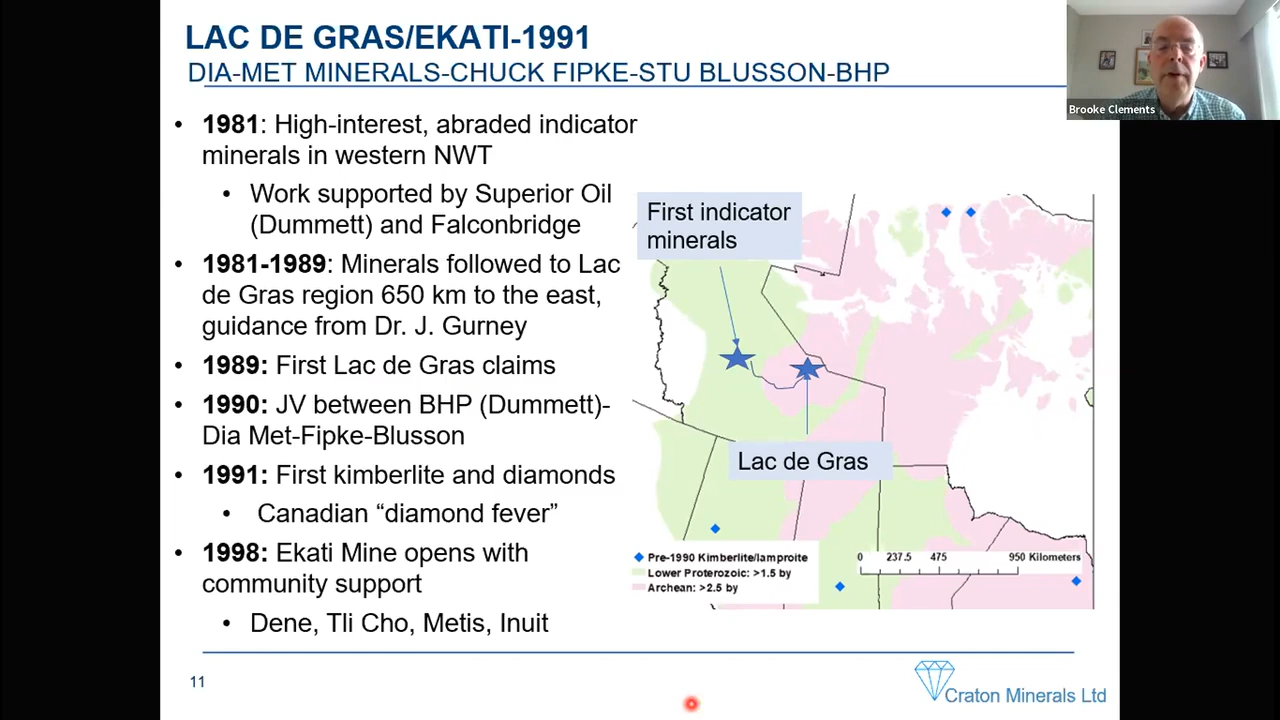 LAC DE GRAS/EKATI-1991
DIA-MET MINERALS-CHUCK FIPKE-STU BLUSSON-BHP
Brooke Clements
• 1981: High-interest, abraded indicator
minerals in western NWT
• Work supported by Superior Oil
(Dummett) and Falconbridge
• 1981-1989: Minerals followed to Lac
de Gras region 650 km to the east,
guidance from Dr. J. Gurney
• 1989: First Lac de Gras claims
• 1990: JV between BHP (Dummett)-
Dia Met-Fipke-Blusson
• 1991: First kimberlite and diamonds
• Canadian “diamond fever”
• 1998: Ekati Mine opens with
community support
• Dene, Tli Cho, Metis, Inuit
First indicator
minerals
Lac de Gras
Pre-1990 Kimberlite/lamproite
Lower Proterozoic: >1.5 by
Archean: >2.5 by
0 237.5 475 950 Kilometers
11
Craton Minerals Ltd